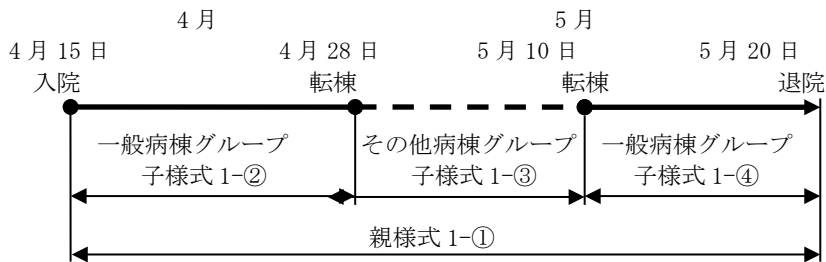 4月 5月
4月15日 4月28日 5月10日 5月20日
入院 転棟 転棟 退院
一般病棟グループ その他病棟グループ 一般病棟グループ
子様式1-② 子様式1-③ 子様式1-④
親様式1-①